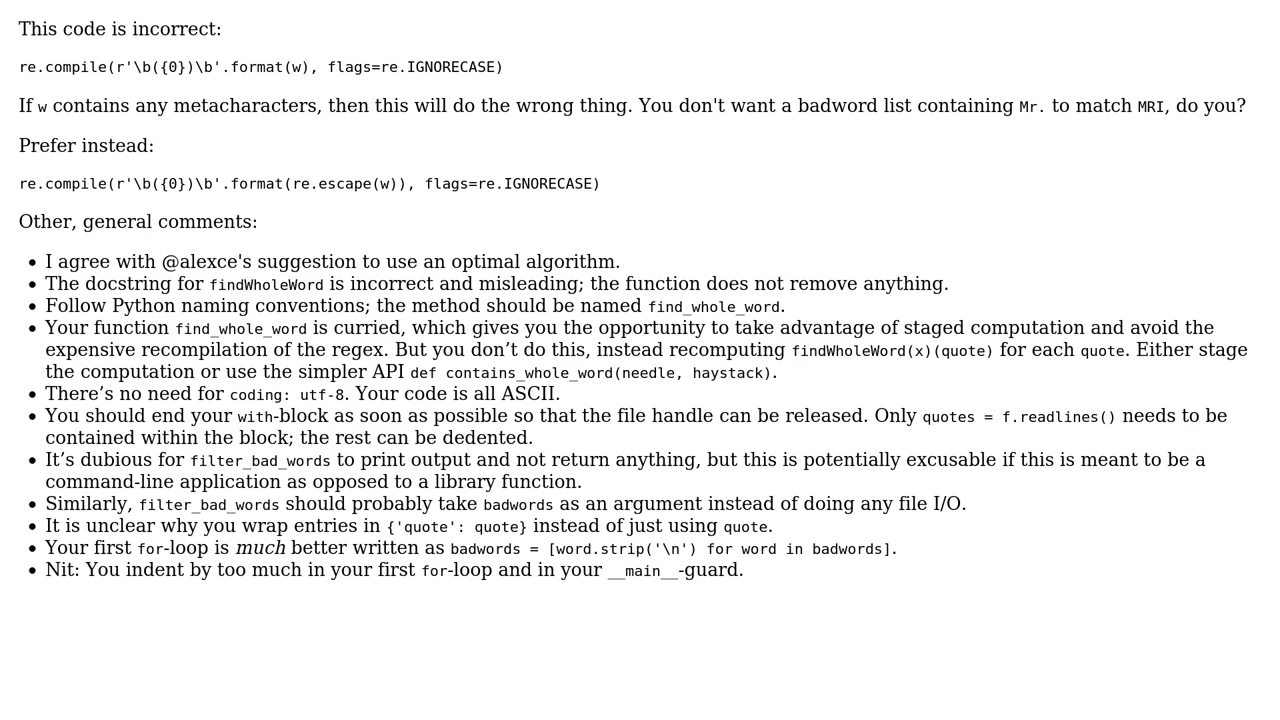 This code is incorrect:
re.compile(r'\b({0})\b'.format(w), flags=re.IGNORECASE)
If w contains any metacharacters, then this will do the wrong thing. You don't want a badword list containing Mr. to match MRI, do you?
Prefer instead:
re.compile(r'\b({0})\b'.format(re.escape(w)), flags=re.IGNORECASE)
Other, general comments:
• I agree with @alexce's suggestion to use an optimal algorithm.
• The docstring for findWholeWord is incorrect and misleading; the function does not remove anything.
• Follow Python naming conventions; the method should be named find_whole_word.
• Your function find_whole_word is curried, which gives you the opportunity to take advantage of staged computation and avoid the
expensive recompilation of the regex. But you don’t do this, instead recomputing findWholeWord(x)(quote) for each quote. Either stage
the computation or use the simpler API def contains_whole_word(needle, haystack).
• There’s no need for coding: utf-8. Your code is all ASCII.
• You should end your with-block as soon as possible so that the file handle can be released. Only quotes = f.readlines() needs to be
contained within the block; the rest can be dedented.
• It’s dubious for filter_bad_words to print output and not return anything, but this is potentially excusable if this is meant to be a
command-line application as opposed to a library function.
• Similarly, filter_bad_words should probably take badwords as an argument instead of doing any file I/O.
• It is unclear why you wrap entries in {'quote': quote} instead of just using quote.
• Your first for-loop is much better written as badwords = [word.strip('\n') for word in badwords].
• Nit: You indent by too much in your first for-loop and in your __main__-guard.